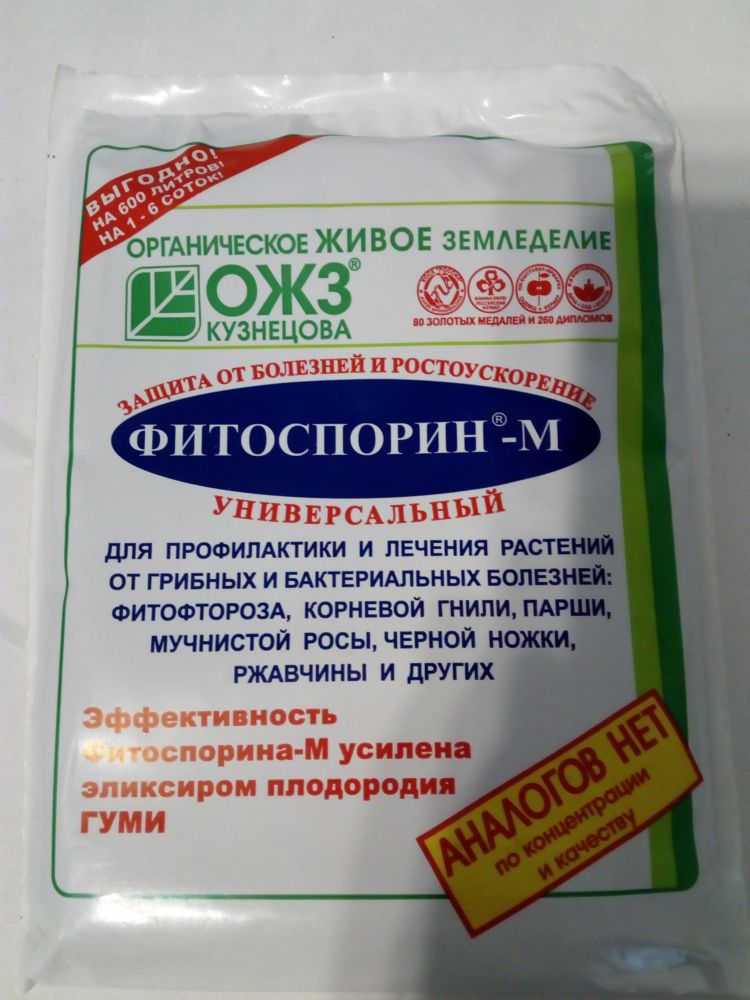 ВЫГОДНО!
НА 600 ЛИТРОВ!
НА 1 - 6 СОТОК!
ОРГАНИЧЕСКОЕ ЖИВОЕ ЗЕМЛЕДЕЛИЕ
ОЖЗ®
КУЗНЕЦОВА
80 ЗОЛОТЫХ МЕДАЛЕЙ И 260 ДИПЛОМОВ
ЗАЩИТА ОТ БОЛЕЗНЕЙ И РОСТОУСКОРЕНИЕ
ФИТОСПОРИН®-М
УНИВЕРСАЛЬНЫЙ
ДЛЯ ПРОФИЛАКТИКИ И ЛЕЧЕНИЯ РАСТЕНИЙ
ОТ ГРИБНЫХ И БАКТЕРИАЛЬНЫХ БОЛЕЗНЕЙ:
ФИТОФТОРОЗА, КОРНЕВОЙ ГНИЛИ, ПАРШИ,
МУЧНИСТОЙ РОСЫ, ЧЕРНОЙ НОЖКИ,
РЖАВЧИНЫ И ДРУГИХ
Эффективность
Фитоспорина-М усилена
эликсиром плодородия
ГУМИ
АНАЛОГОВ НЕТ
по концентрации
и качеству